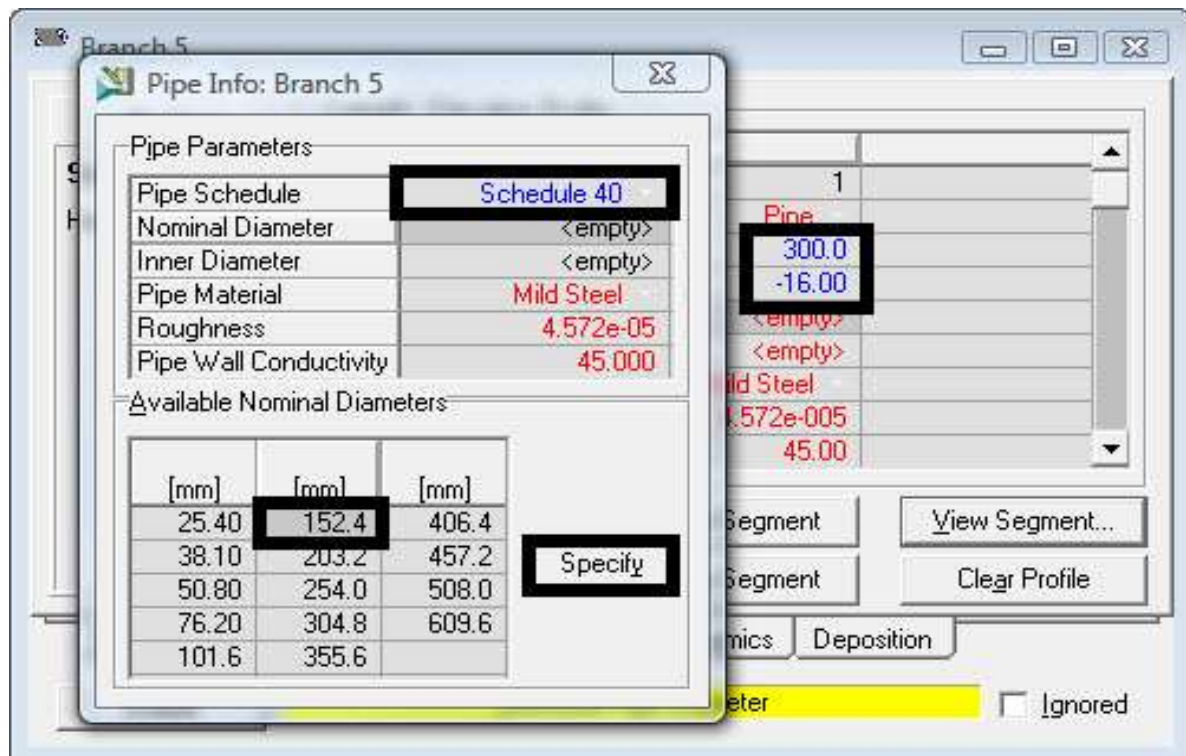 Branch 5
Pipe Info: Branch 5
Pipe Parameters
Pipe Schedule Schedule 40
Nominal Diameter <empty>
Inner Diameter <empty>
Pipe Material Mild Steel
Roughness 4.572e-05
Pipe Wall Conductivity 45.000
Available Nominal Diameters
[mm] [mm] [mm]
25.40 152.4 406.4
38.10 203.2 457.2
50.80 254.0 508.0
76.20 304.8 609.6
101.6 355.6
Specify
1
Pipe
300.0
-16.00
<empty>
<empty>
ild Steel
.572e-005
45.00
Segment View Segment...
Segment Clear Profile
mics Deposition
eter Ignored